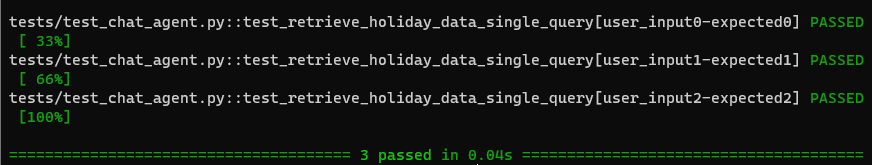 tests/test_chat_agent.py::test_retrieve_holiday_data_single_query[user_input0-expected0] PASSED
[ 33%]
tests/test_chat_agent.py::test_retrieve_holiday_data_single_query[user_input1-expected1] PASSED
[ 66%]
tests/test_chat_agent.py::test_retrieve_holiday_data_single_query[user_input2-expected2] PASSED
[100%]
====================================== 3 passed in 0.04s ======================================